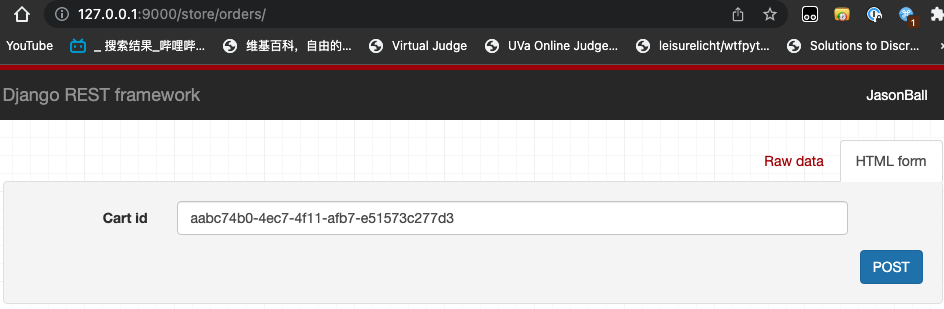 127.0.0.1:9000/store/orders/
1
YouTube _ 搜索结果_哔哩哔... 维基百科，自由的... Virtual Judge UVa Online Judge... leisurelicht/wtfpyt... Solutions to Discr...
Django REST framework JasonBall
Raw data HTML form
Cart id aabc74b0-4ec7-4f11-afb7-e51573c277d3
POST